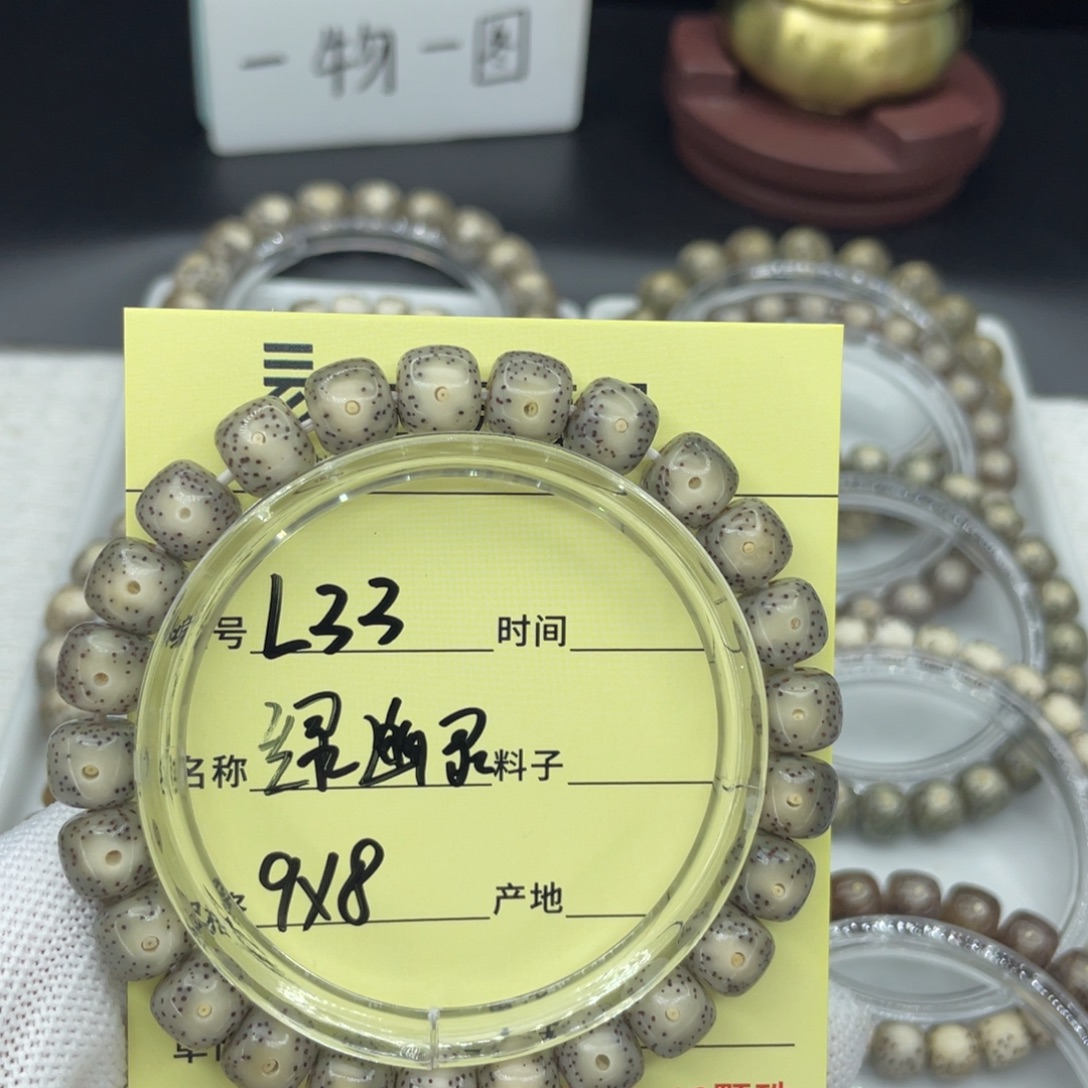 一物一图
号 L33 时间
名称 绿幽灵 料子
9X8 产地